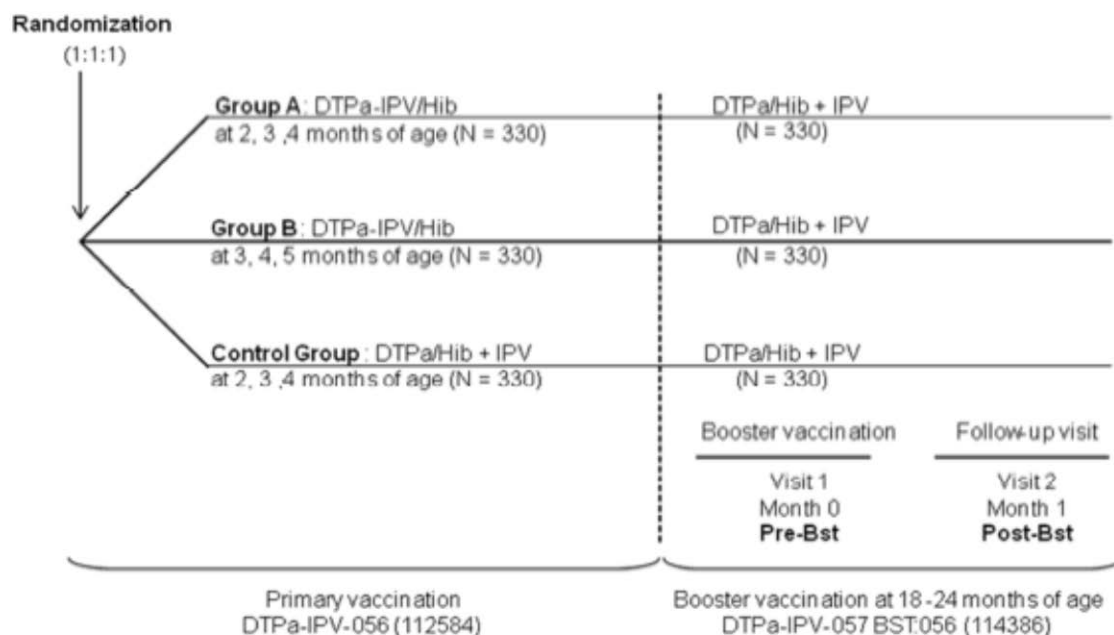 Randomization
(1:1:1)
Group A: DTPa-IPV/Hib
at 2, 3 ,4 months of age (N = 330)
DTPa/Hib + IPV
(N = 330)
Group B: DTPa-IPV/Hib
at 3, 4, 5 months of age (N = 330)
DTPa/Hib + IPV
(N = 330)
Control Group: DTPa/Hib + IPV
at 2, 3 ,4 months of age (N = 330)
DTPa/Hib + IPV
(N = 330)
Booster vaccination
Visit 1
Month 0
Pre-Bst
Follow-up visit
Visit 2
Month 1
Post-Bst
Primary vaccination
DTPa-IPV-056 (112584)
Booster vaccination at 18-24 months of age
DTPa-IPV-057 BST:056 (114386)